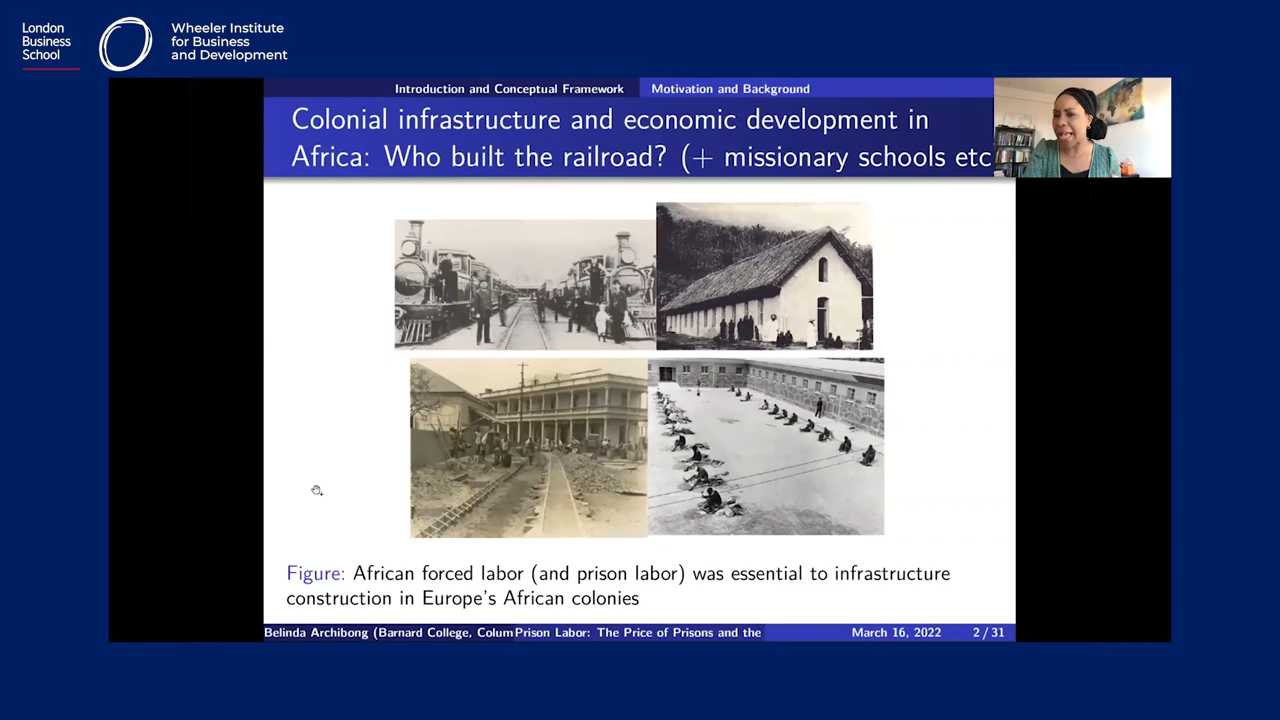 London
Business
School
Wheeler Institute
for Business
and Development
Introduction and Conceptual Framework
Motivation and Background
Colonial infrastructure and economic development in
Africa: Who built the railroad? (+ missionary schools etc
Figure: African forced labor (and prison labor) was essential to infrastructure
construction in Europe's African colonies
Belinda Archibong (Barnard College, Colum
Prison Labor: The Price of Prisons and the
March 16, 2022
2 / 31